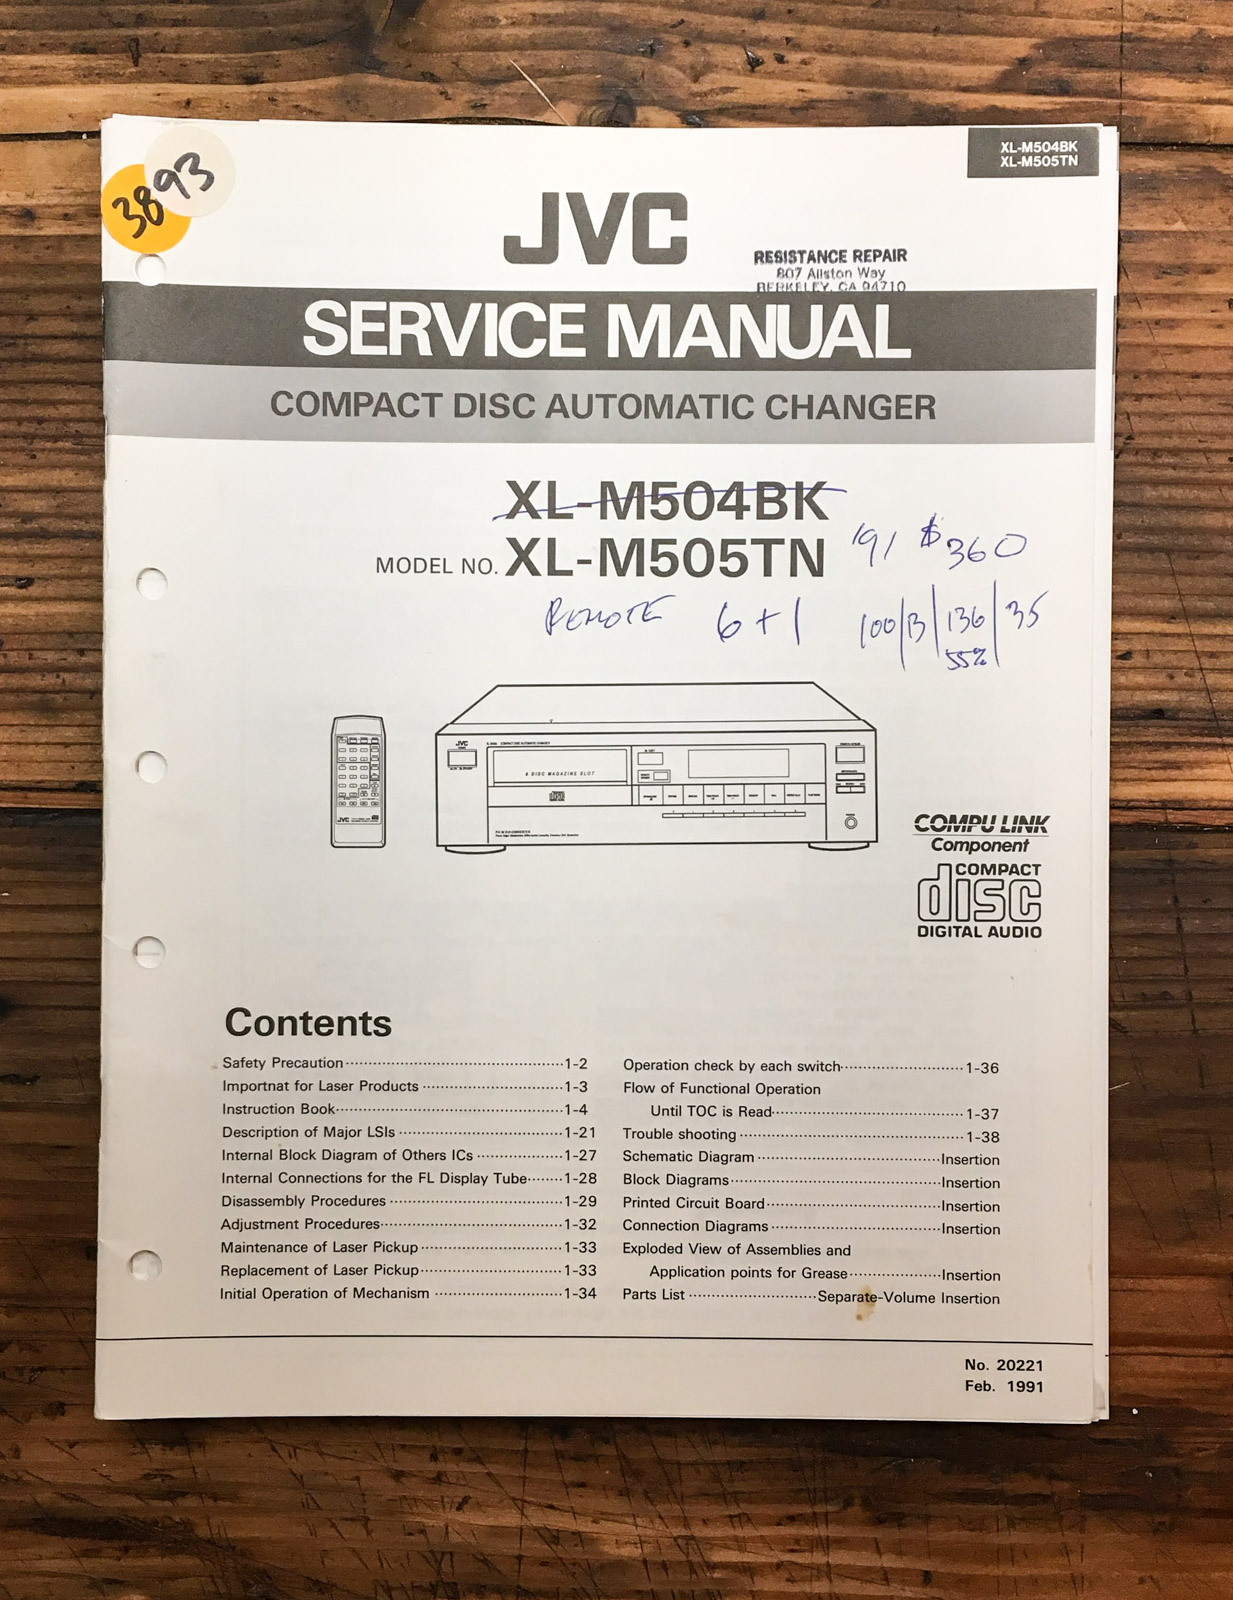 XL-M504BK
XL-M505TN
3893
JVC
RESISTANCE REPAIR
807 Allston Way
BERKELEY, CA 94710
SERVICE MANUAL
COMPACT DISC AUTOMATIC CHANGER
XL-M504BK
MODEL NO. XL-M505TN
'91 $360
REMOTE 6+1 100/13/136/35
55%
JVC
6 DISC MAGAZINE SLOT
JVC
COMPU LINK
Component
COMPACT
disc
DIGITAL AUDIO
Contents
Safety Precaution 1-2
Importnat for Laser Products 1-3
Instruction Book 1-4
Description of Major LSIs 1-21
Internal Block Diagram of Others ICs 1-27
Internal Connections for the FL Display Tube 1-28
Disassembly Procedures 1-29
Adjustment Procedures 1-32
Maintenance of Laser Pickup 1-33
Replacement of Laser Pickup 1-33
Initial Operation of Mechanism 1-34
Operation check by each switch 1-36
Flow of Functional Operation
Until TOC is Read 1-37
Trouble shooting 1-38
Schematic Diagram Insertion
Block Diagrams Insertion
Printed Circuit Board Insertion
Connection Diagrams Insertion
Exploded View of Assemblies and
Application points for Grease Insertion
Parts List Separate-Volume Insertion
No. 20221
Feb. 1991